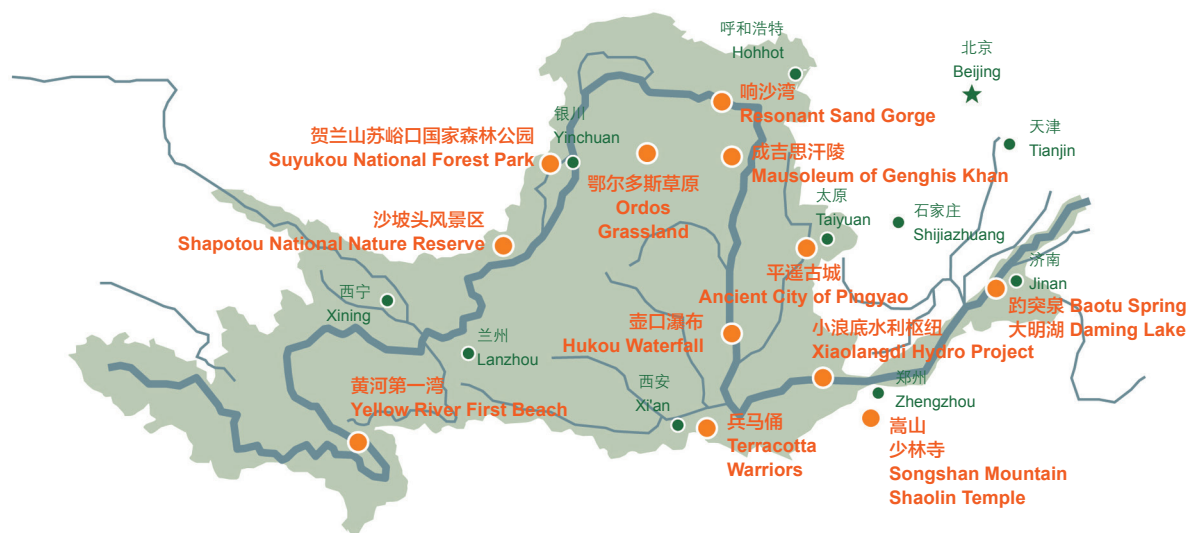 呼和浩特
Hohhot
北京
Beijing
响沙湾
Resonant Sand Gorge
银川
Yinchuan
天津
Tianjin
贺兰山苏峪口国家森林公园
Suyukou National Forest Park
成吉思汗陵
Mausoleum of Genghis Khan
鄂尔多斯草原
Ordos
Grassland
太原
Taiyuan
石家庄
Shijiazhuang
沙坡头风景区
Shapotou National Nature Reserve
平遥古城
Ancient City of Pingyao
济南
Jinan
西宁
Xining
趵突泉 Baotu Spring
大明湖 Daming Lake
壶口瀑布
Hukou Waterfall
小浪底水利枢纽
Xiaolangdi Hydro Project
兰州
Lanzhou
黄河第一湾
Yellow River First Beach
西安
Xi'an
郑州
Zhengzhou
兵马俑
Terracotta
Warriors
嵩山
少林寺
Songshan Mountain
Shaolin Temple